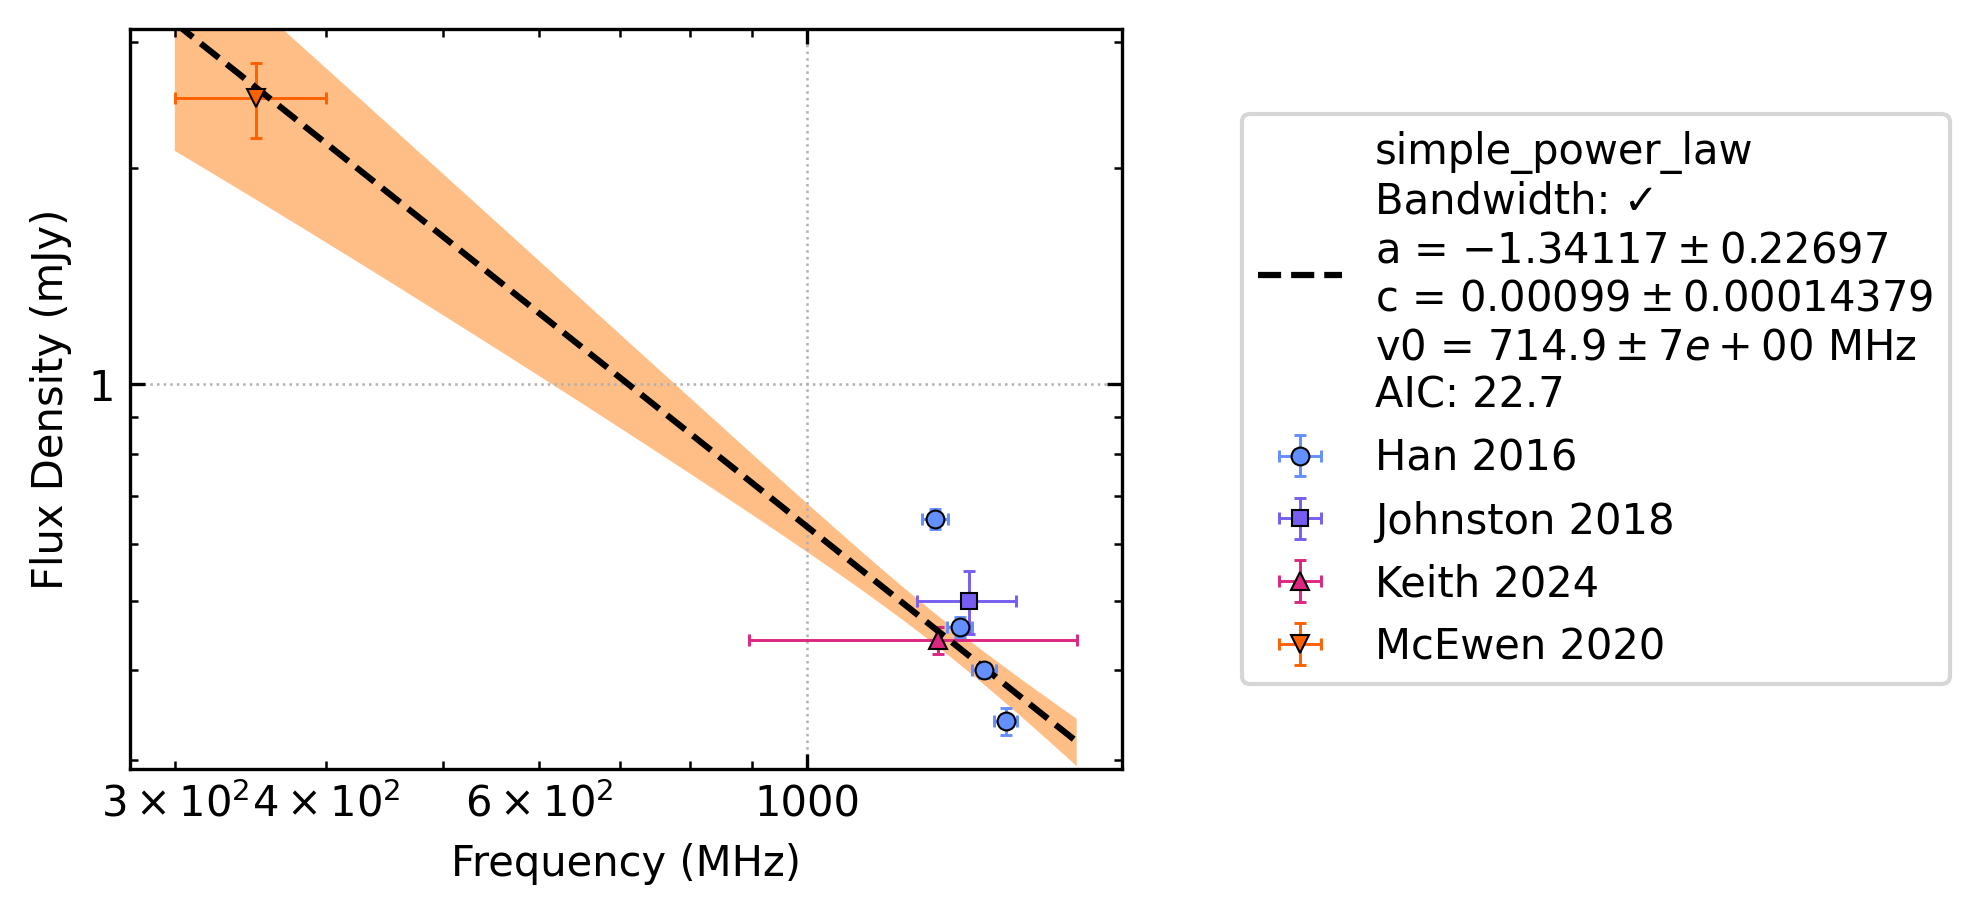 Flux Density (mJy)
1
3 × 10² 4 × 10² 6 × 10² 1000
Frequency (MHz)
simple_power_law
Bandwidth: ✓
a = −1.34117 ± 0.22697
c = 0.00099 ± 0.00014379
v0 = 714.9 ± 7e + 00 MHz
AIC: 22.7
Han 2016
Johnston 2018
Keith 2024
McEwen 2020